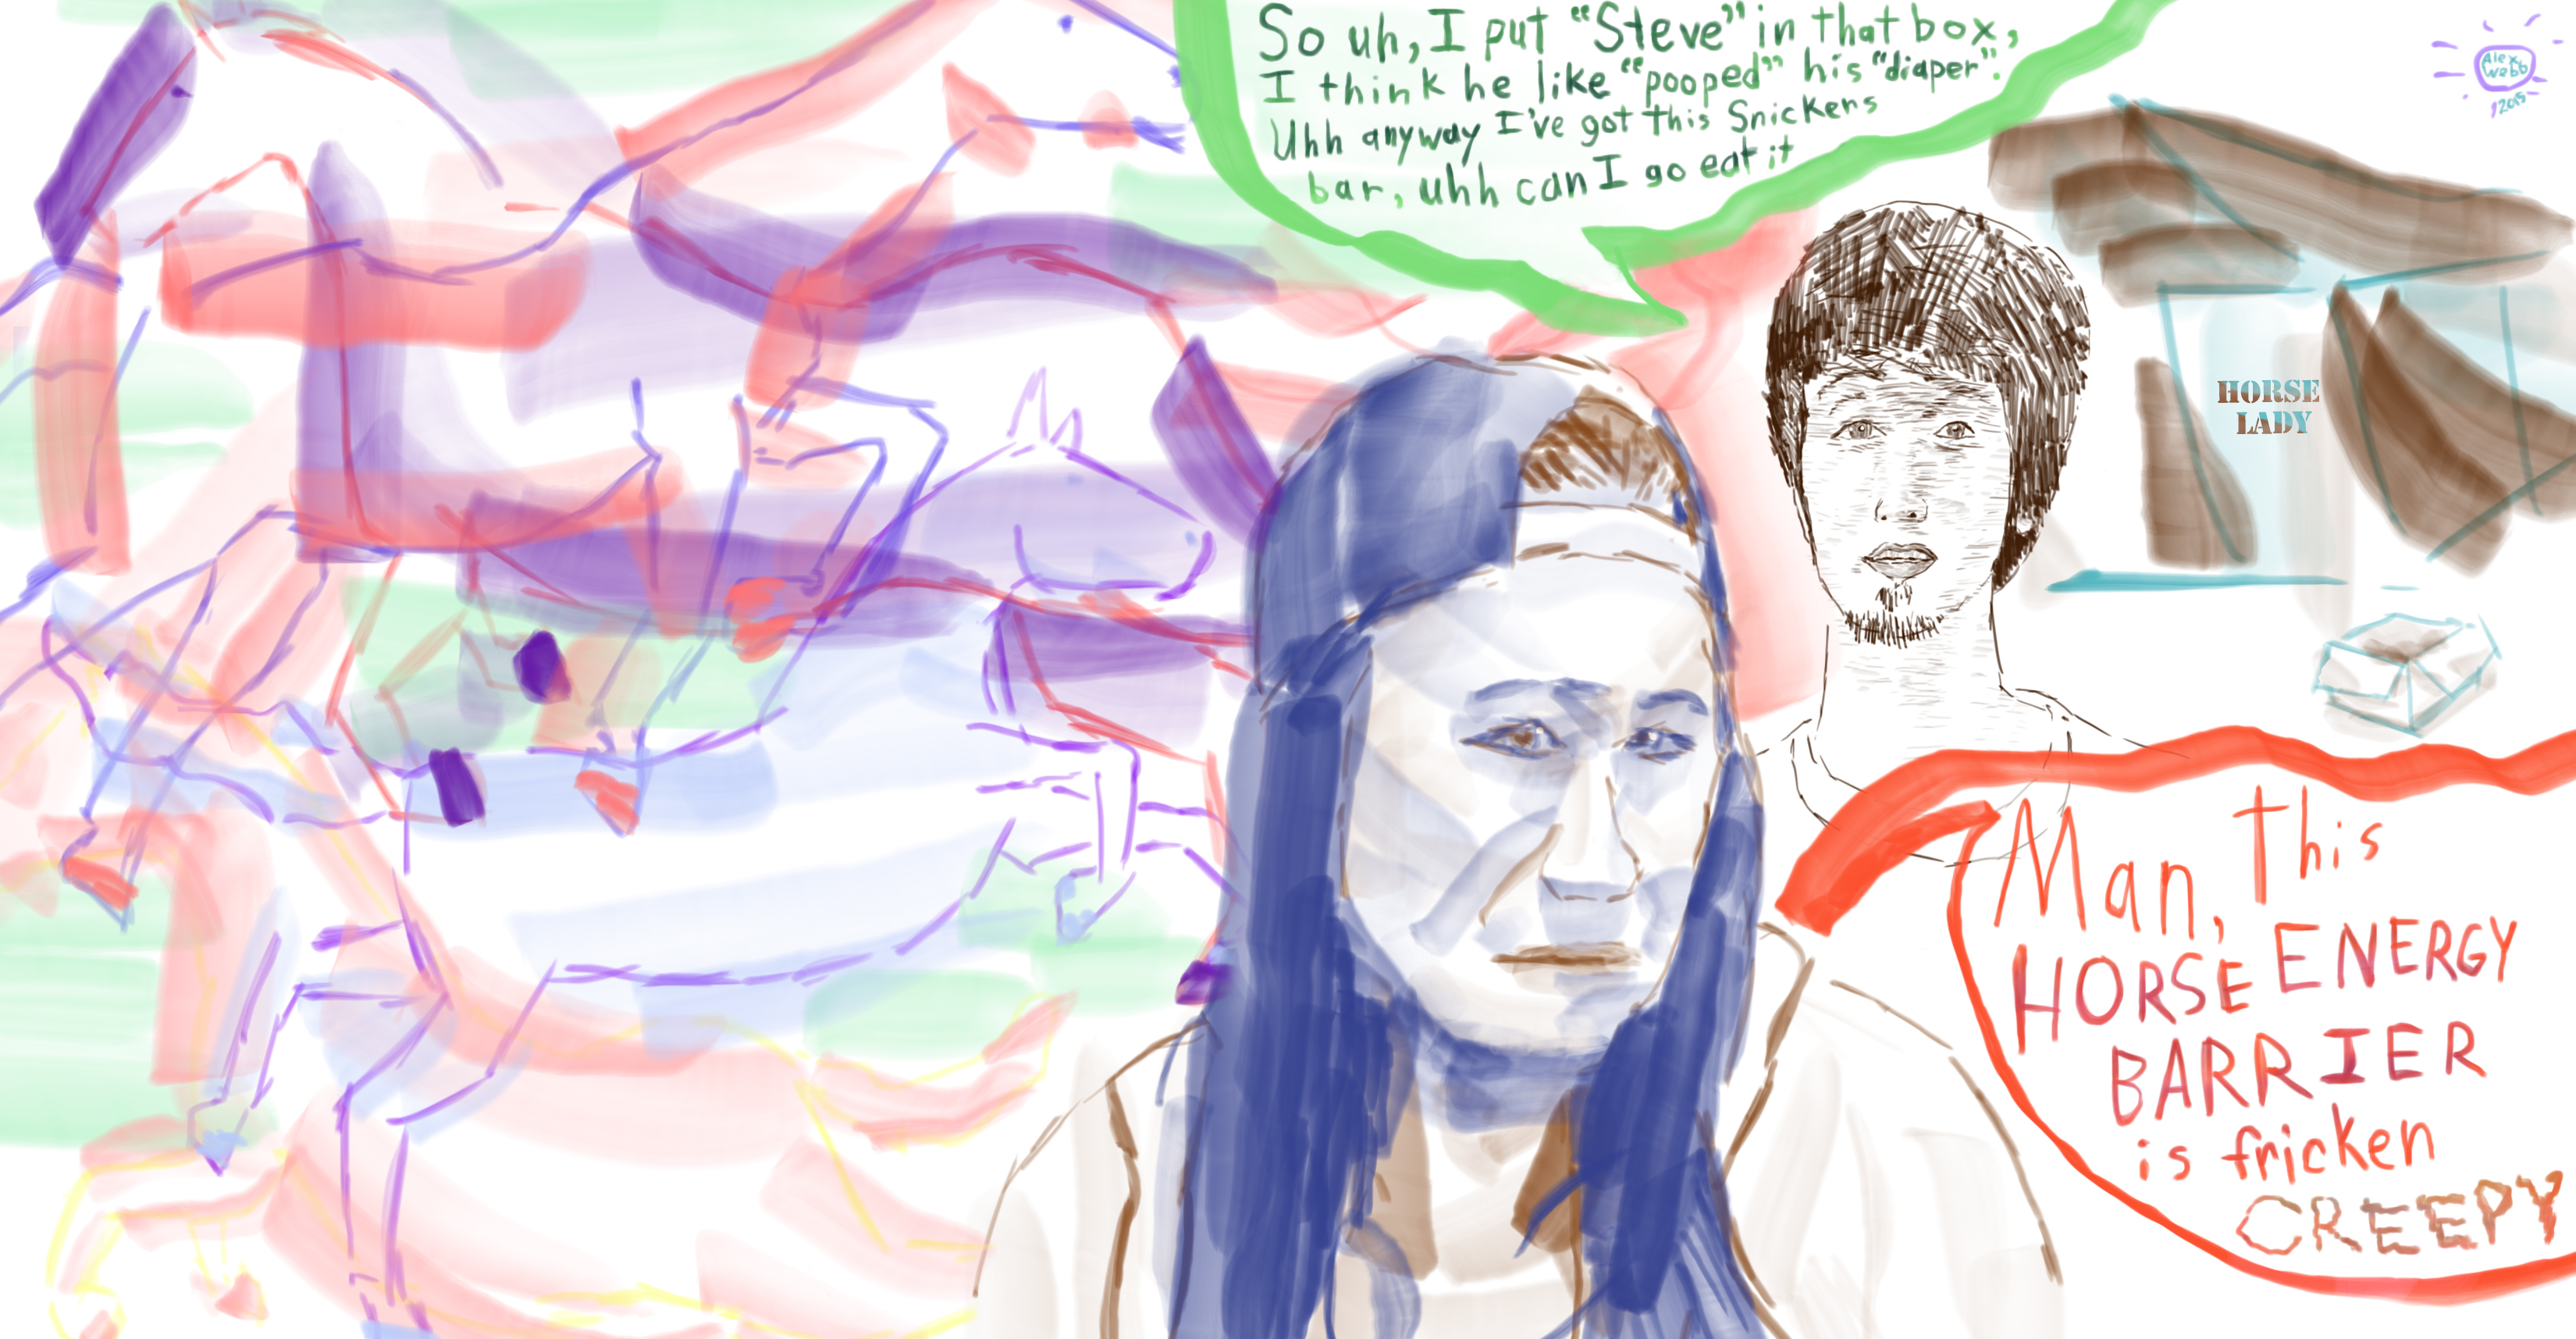 So uh, I put "Steve" in that box,
I think he like "pooped" his "diaper".
Uhh anyway I've got this Snickers
bar, uhh can I go eat it
Alex
Webb
2015
HORSE
LADY
Man, this
HORSE ENERGY
BARRIER
is fricken
CREEPY